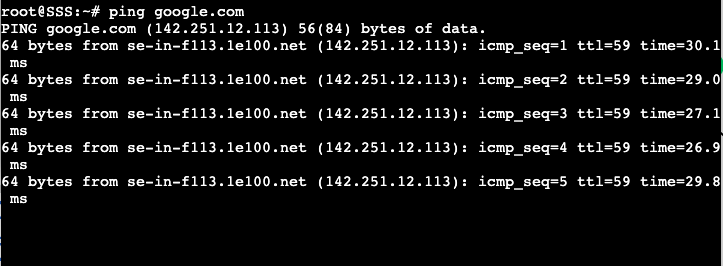 root@SSS:~# ping google.com
PING google.com (142.251.12.113) 56(84) bytes of data.
64 bytes from se-in-f113.1e100.net (142.251.12.113): icmp_seq=1 ttl=59 time=30.1
 ms
64 bytes from se-in-f113.1e100.net (142.251.12.113): icmp_seq=2 ttl=59 time=29.0
 ms
64 bytes from se-in-f113.1e100.net (142.251.12.113): icmp_seq=3 ttl=59 time=27.1
 ms
64 bytes from se-in-f113.1e100.net (142.251.12.113): icmp_seq=4 ttl=59 time=26.9
 ms
64 bytes from se-in-f113.1e100.net (142.251.12.113): icmp_seq=5 ttl=59 time=29.8
 ms